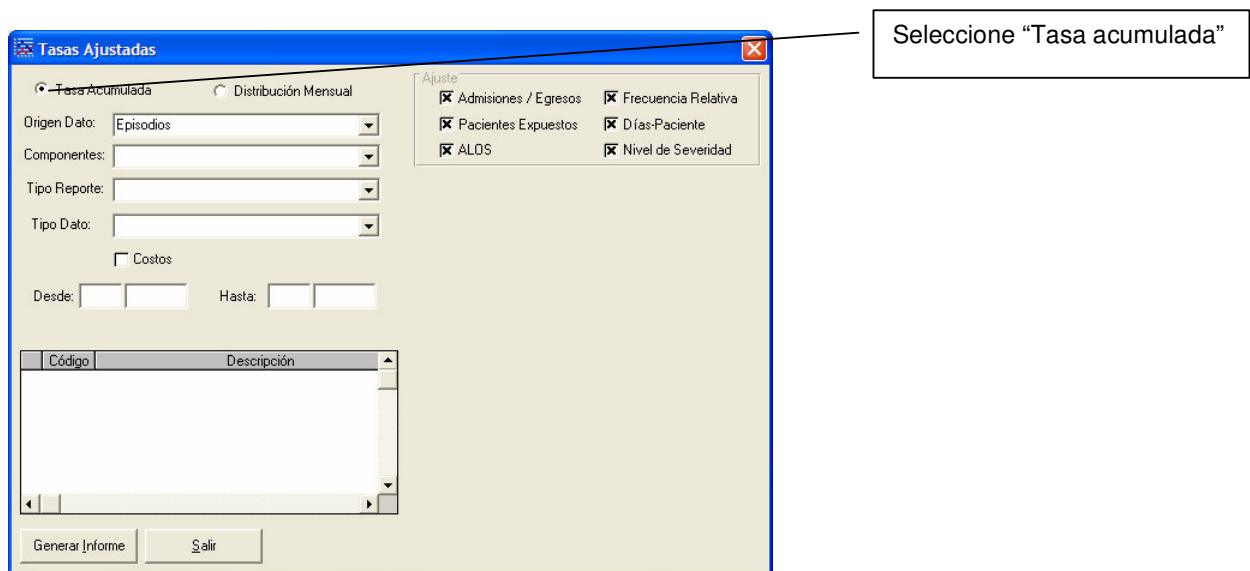 Seleccione “Tasa acumulada”
Tasas Ajustadas
Tasa Acumulada Distribución Mensual
Origen Dato: Episodios
Componentes:
Tipo Reporte:
Tipo Dato:
Costos
Desde: Hasta:
Ajuste
Admisiones / Egresos Frecuencia Relativa
Pacientes Expuestos Días-Paciente
ALOS Nivel de Severidad
Código Descripción
Generar Informe Salir